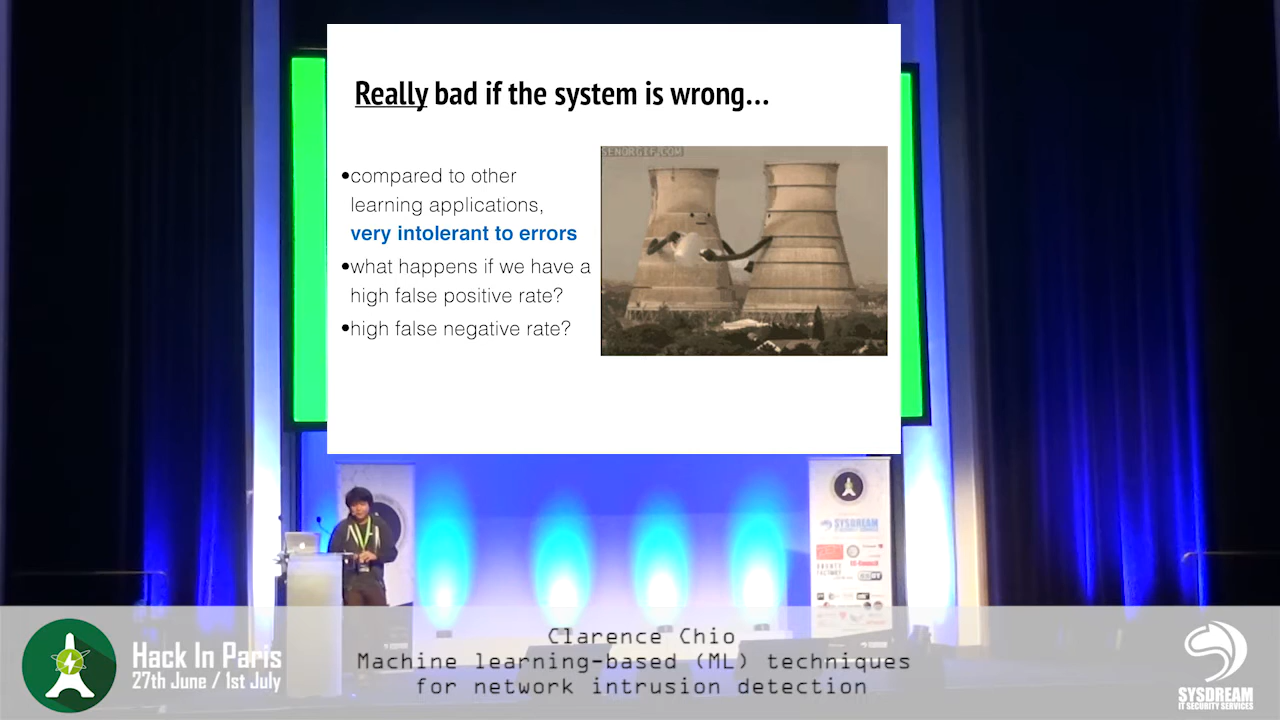 Really bad if the system is wrong...
SENORGIF.COM
•compared to other
learning applications,
very intolerant to errors
•what happens if we have a
high false positive rate?
•high false negative rate?
SYSDREAM
Hack In Paris
27th June / 1st July
Clarence Chio
Machine learning-based (ML) techniques
for network intrusion detection
SYSDREAM
IT SECURITY SERVICES